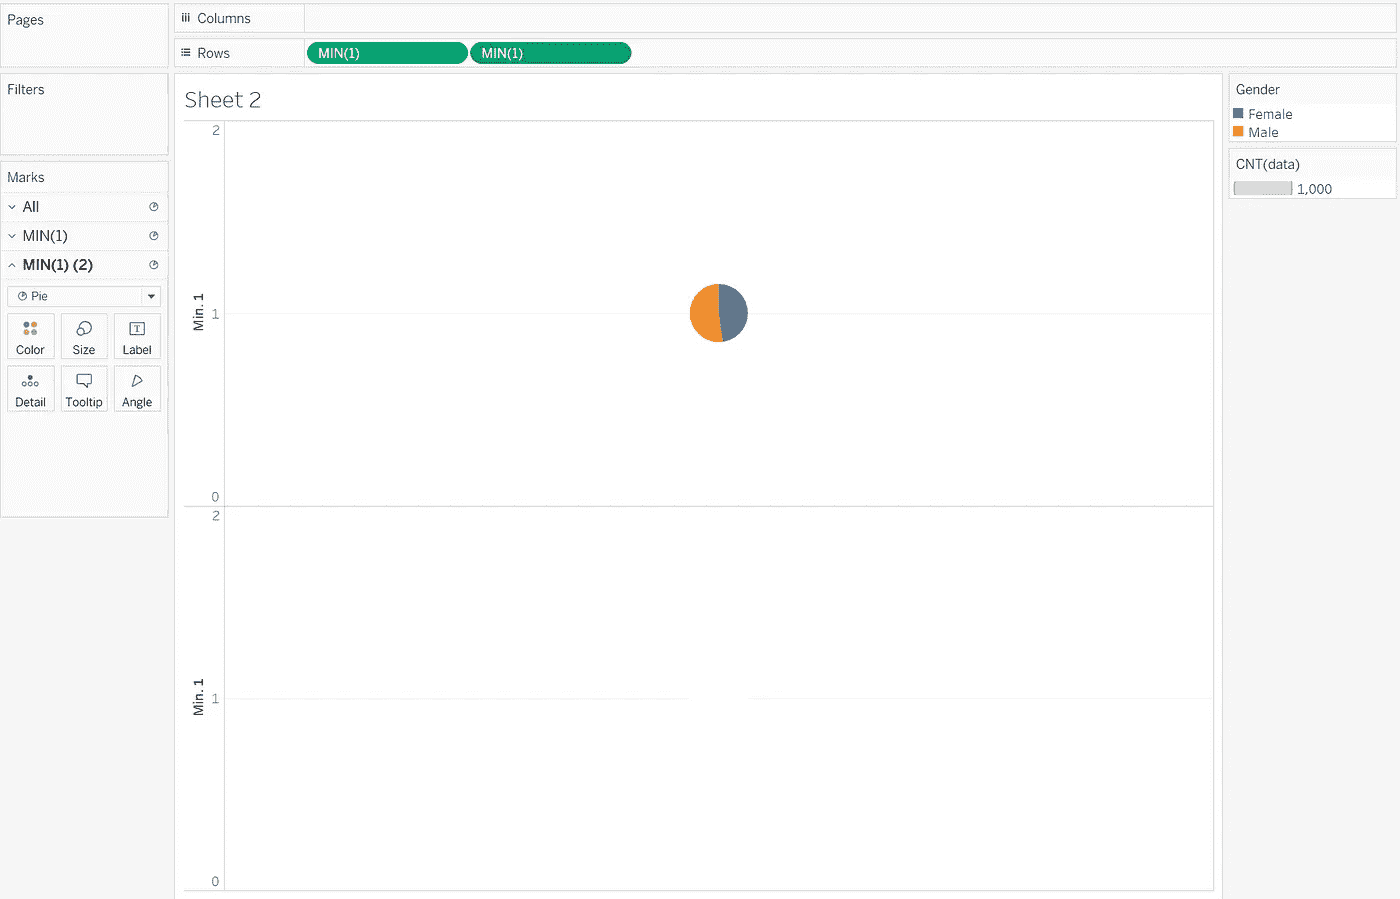 Pages
Columns
Rows
MIN(1)
MIN(1)
Filters
Marks
All
MIN(1)
MIN(1) (2)
Pie
Color
Size
Label
Detail
Tooltip
Angle
Sheet 2
2
Min. 1
1
0
2
Min. 1
1
0
Gender
Female
Male
CNT(data)
1,000